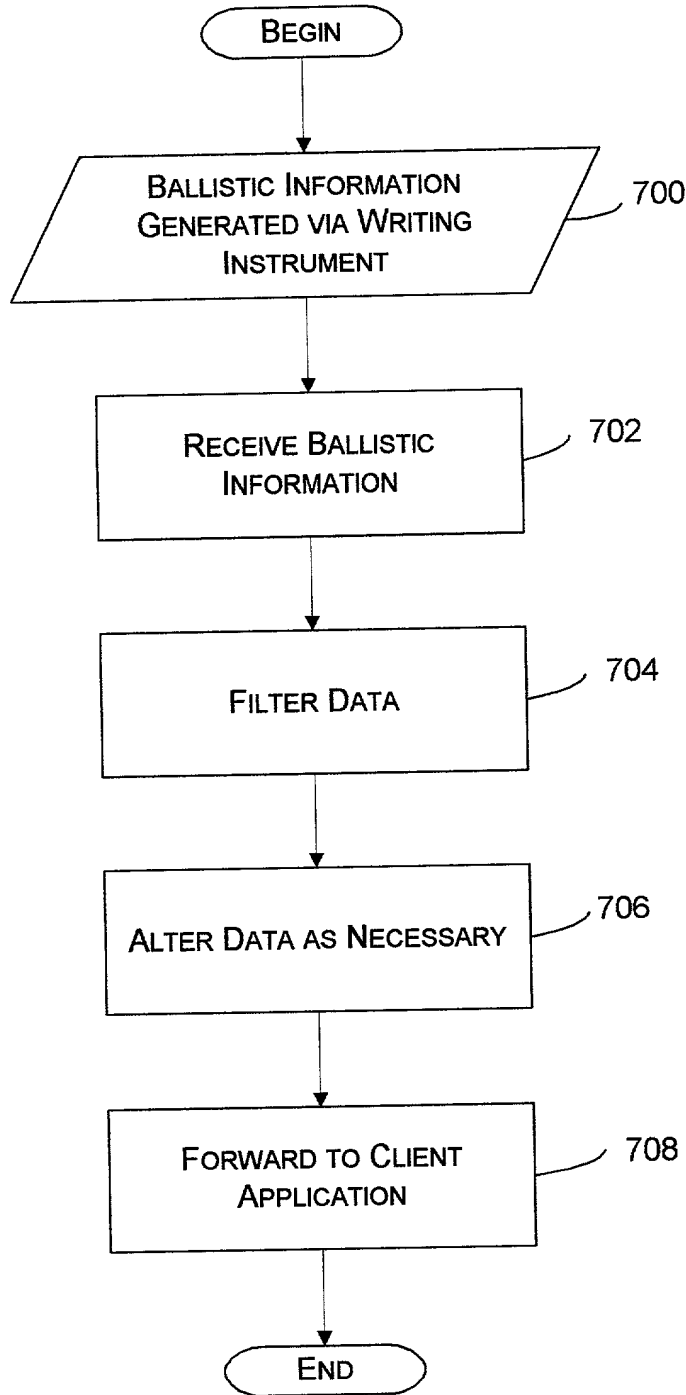 BEGIN
BALLISTIC INFORMATION
GENERATED VIA WRITING
INSTRUMENT
700
RECEIVE BALLISTIC
INFORMATION
702
FILTER DATA
704
ALTER DATA AS NECESSARY
706
FORWARD TO CLIENT
APPLICATION
708
END